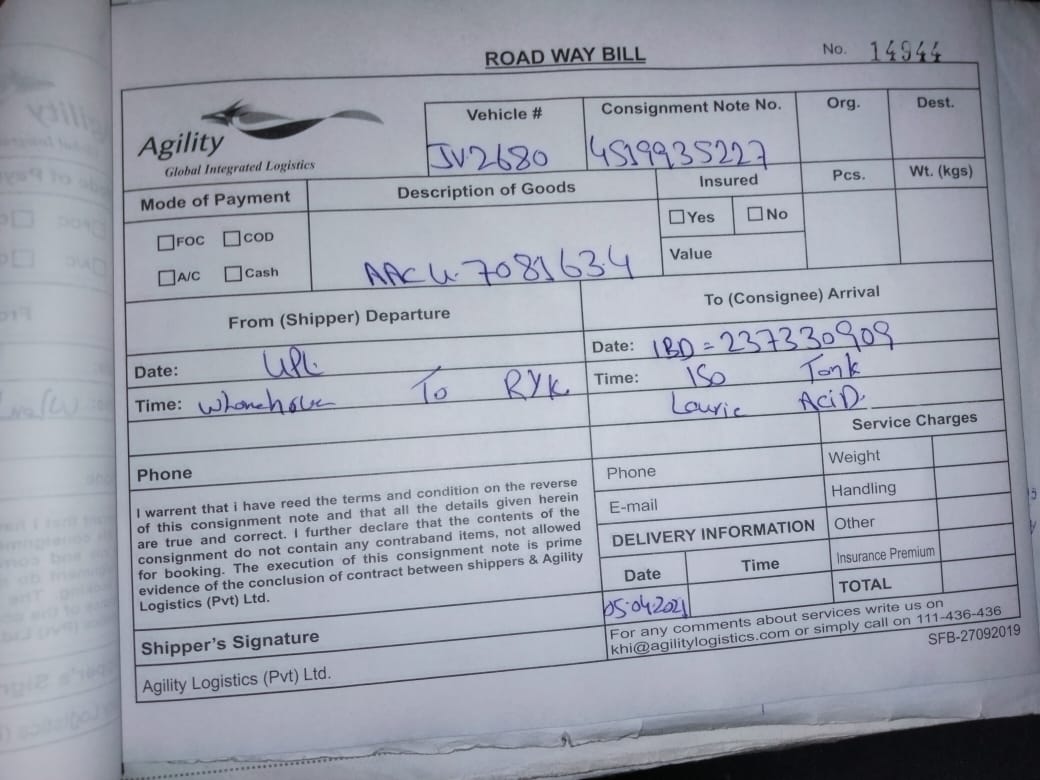 ROAD WAY BILL
No. 14944
Agility
Global Integrated Logistics
Vehicle #
JV2680
Consignment Note No.
4519935227
Org.
Dest.
Mode of Payment
FOC COD
A/C Cash
Description of Goods
AACU.7081634
Insured
Yes No
Value
Pcs.
Wt. (kgs)
From (Shipper) Departure
Date: UPL
Time: To RYK
To (Consignee) Arrival
Date: IBD = 237330909
Time: ISO Tank
Lauric AciD.
Phone
I warrent that i have reed the terms and condition on the reverse
of this consignment note and that all the details given herein
are true and correct. I further declare that the contents of the
consignment do not contain any contraband items, not allowed
for booking. The execution of this consignment note is prime
evidence of the conclusion of contract between shippers & Agility
Logistics (Pvt) Ltd.
Shipper's Signature
Agility Logistics (Pvt) Ltd.
Phone
E-mail
DELIVERY INFORMATION
Date Time
05.04.2021
Service Charges
Weight
Handling
Other
Insurance Premium
TOTAL
For any comments about services write us on
khi@agilitylogistics.com or simply call on 111-436-436
SFB-27092019